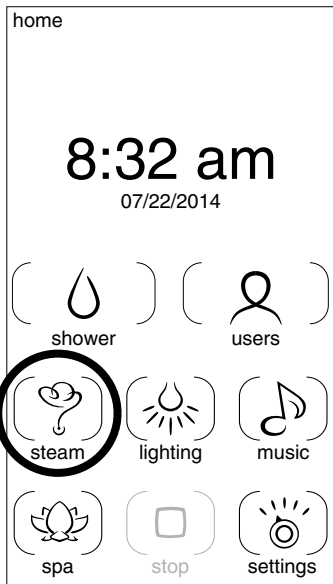 home
8:32 am
07/22/2014
shower users
steam lighting music
spa stop settings